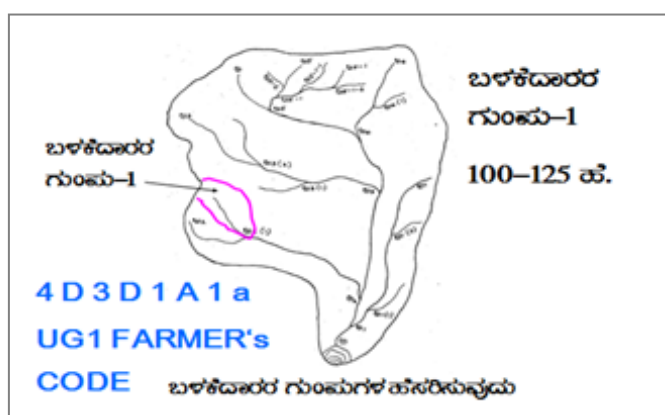 ಬಳಕೆದಾರರ
ಗುಂಪು–1
100–125 ಹೆ.
ಬಳಕೆದಾರರ
ಗುಂಪು–1
4 D 3 D 1 A 1 a
UG1 FARMER's
CODE
ಬಳಕೆದಾರರ ಗುಂಪುಗಳ ಹೆಸರಿಸುವುದು